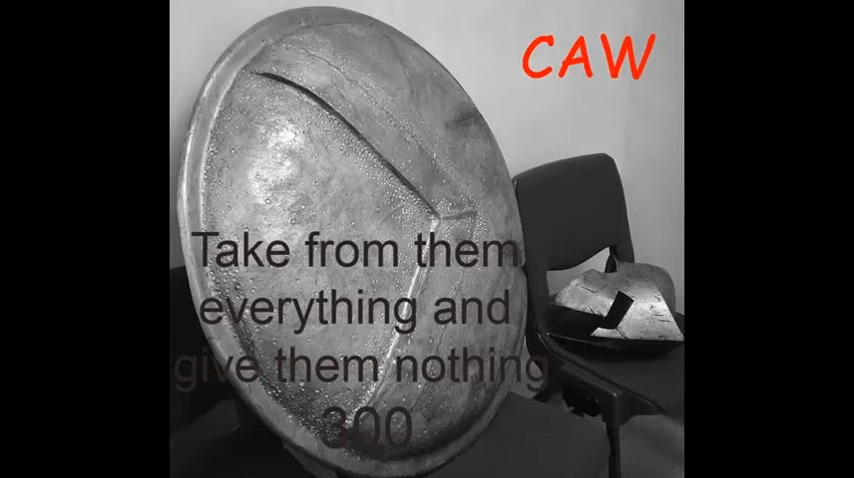 CAW
Take from them
everything and
give them nothing
300